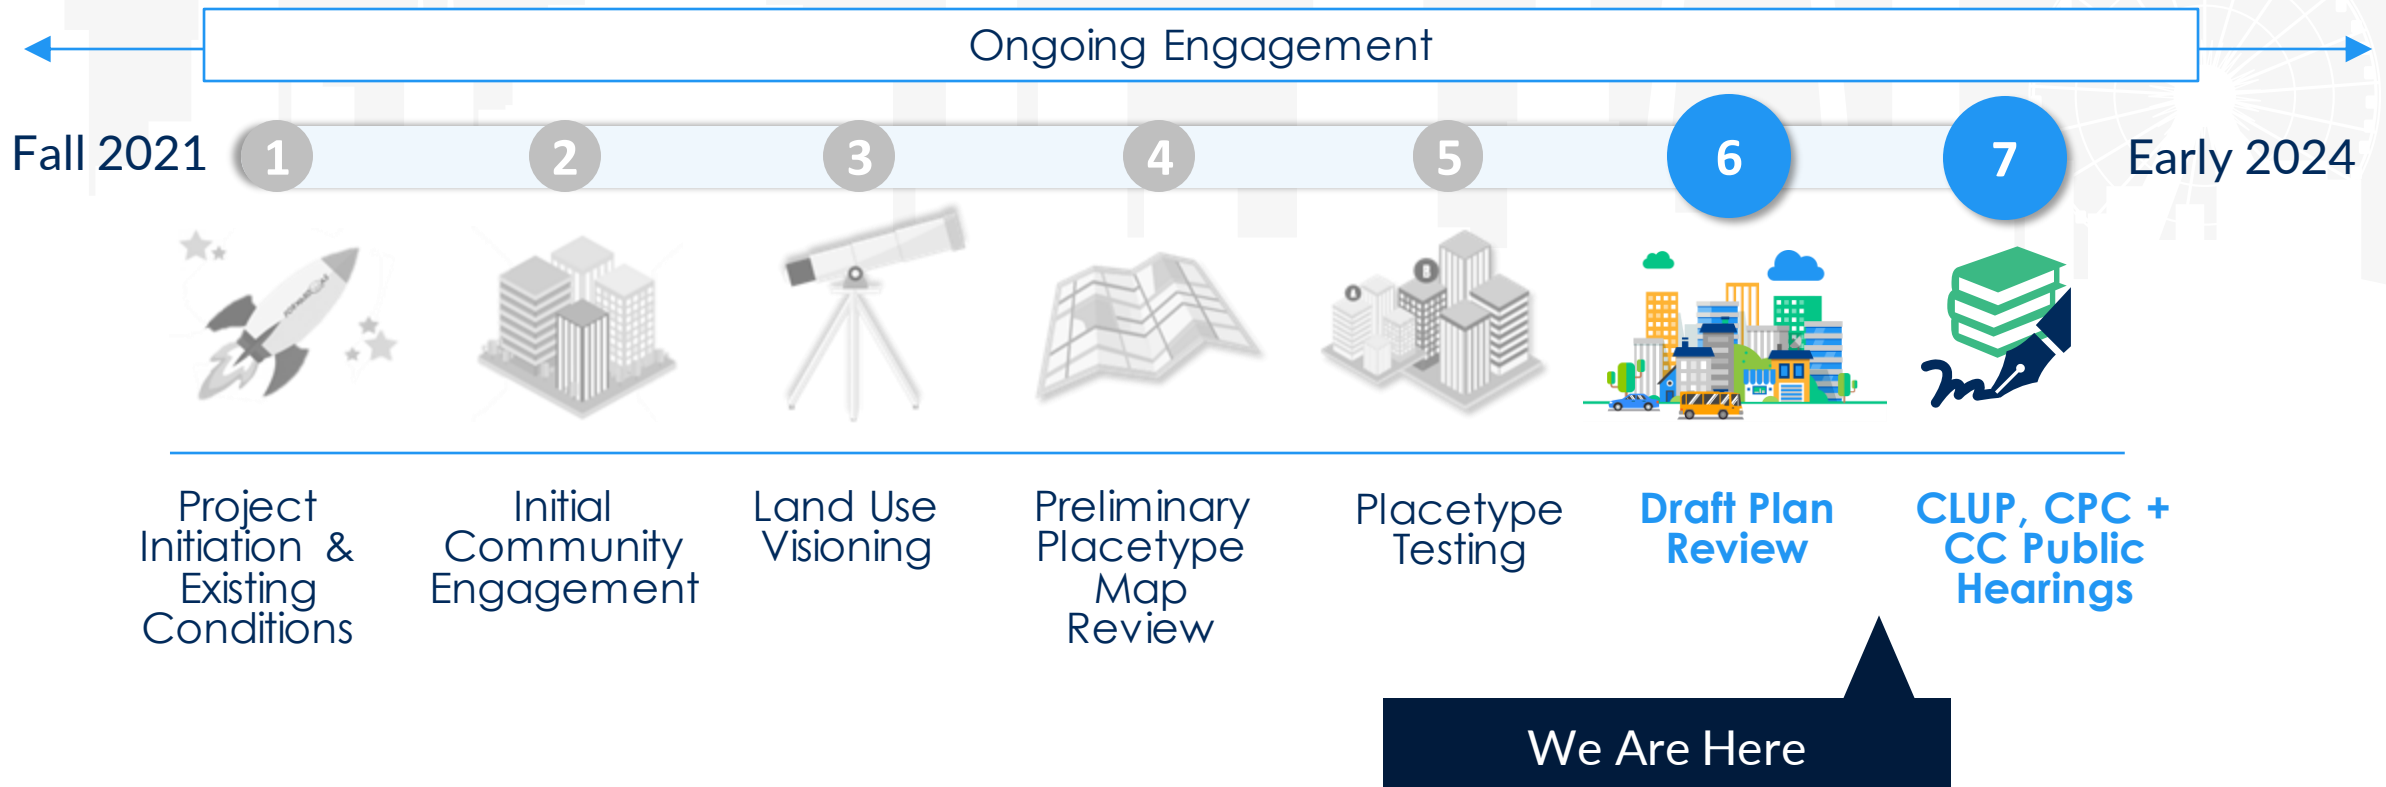 Ongoing Engagement
Fall 2021
1
2
3
4
5
6
7
Early 2024
A
B
Project
Initiation &
Existing
Conditions
Initial
Community
Engagement
Land Use
Visioning
Preliminary
Placetype
Map
Review
Placetype
Testing
Draft Plan
Review
CLUP, CPC +
CC Public
Hearings
We Are Here